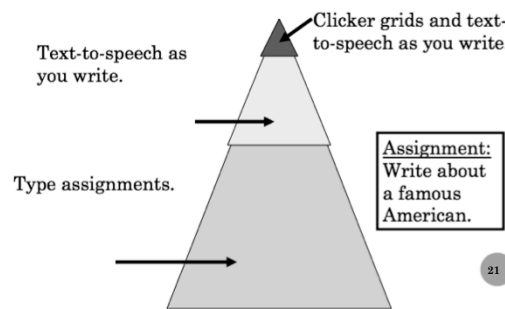 Clicker grids and text-
to-speech as you write.
Text-to-speech as
you write.
Type assignments.
Assignment:
Write about
a famous
American.
21